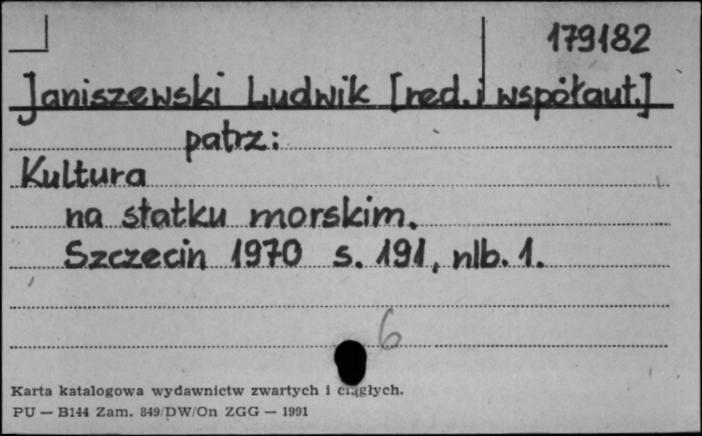 179182
Janiszewski Ludwik [red. i współaut.]
patrz:
Kultura
na statku morskim.
Szczecin 1970 s. 191, nlb. 1.
6
Karta katalogowa wydawnictw zwartych i ciągłych.
PU — B144 Zam. 849/DW/On ZGG — 1991